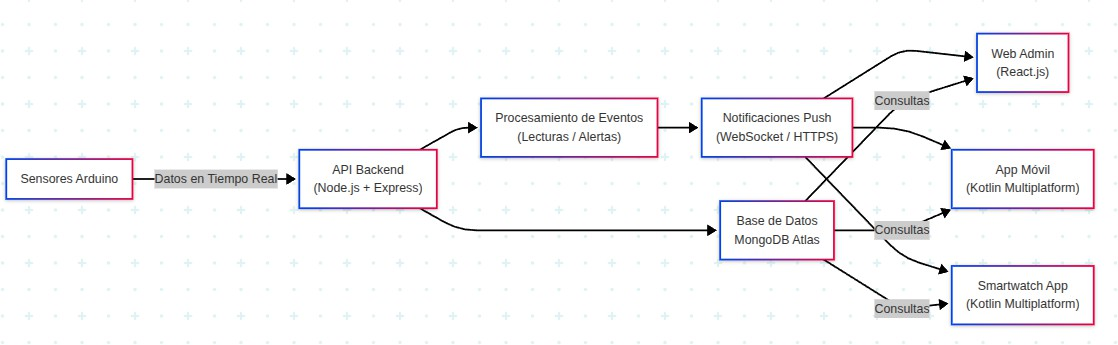 Sensores Arduino
Datos en Tiempo Real
API Backend
(Node.js + Express)
Procesamiento de Eventos
(Lecturas / Alertas)
Notificaciones Push
(WebSocket / HTTPS)
Base de Datos
MongoDB Atlas
Consultas
Consultas
Consultas
Web Admin
(React.js)
App Móvil
(Kotlin Multiplatform)
Smartwatch App
(Kotlin Multiplatform)